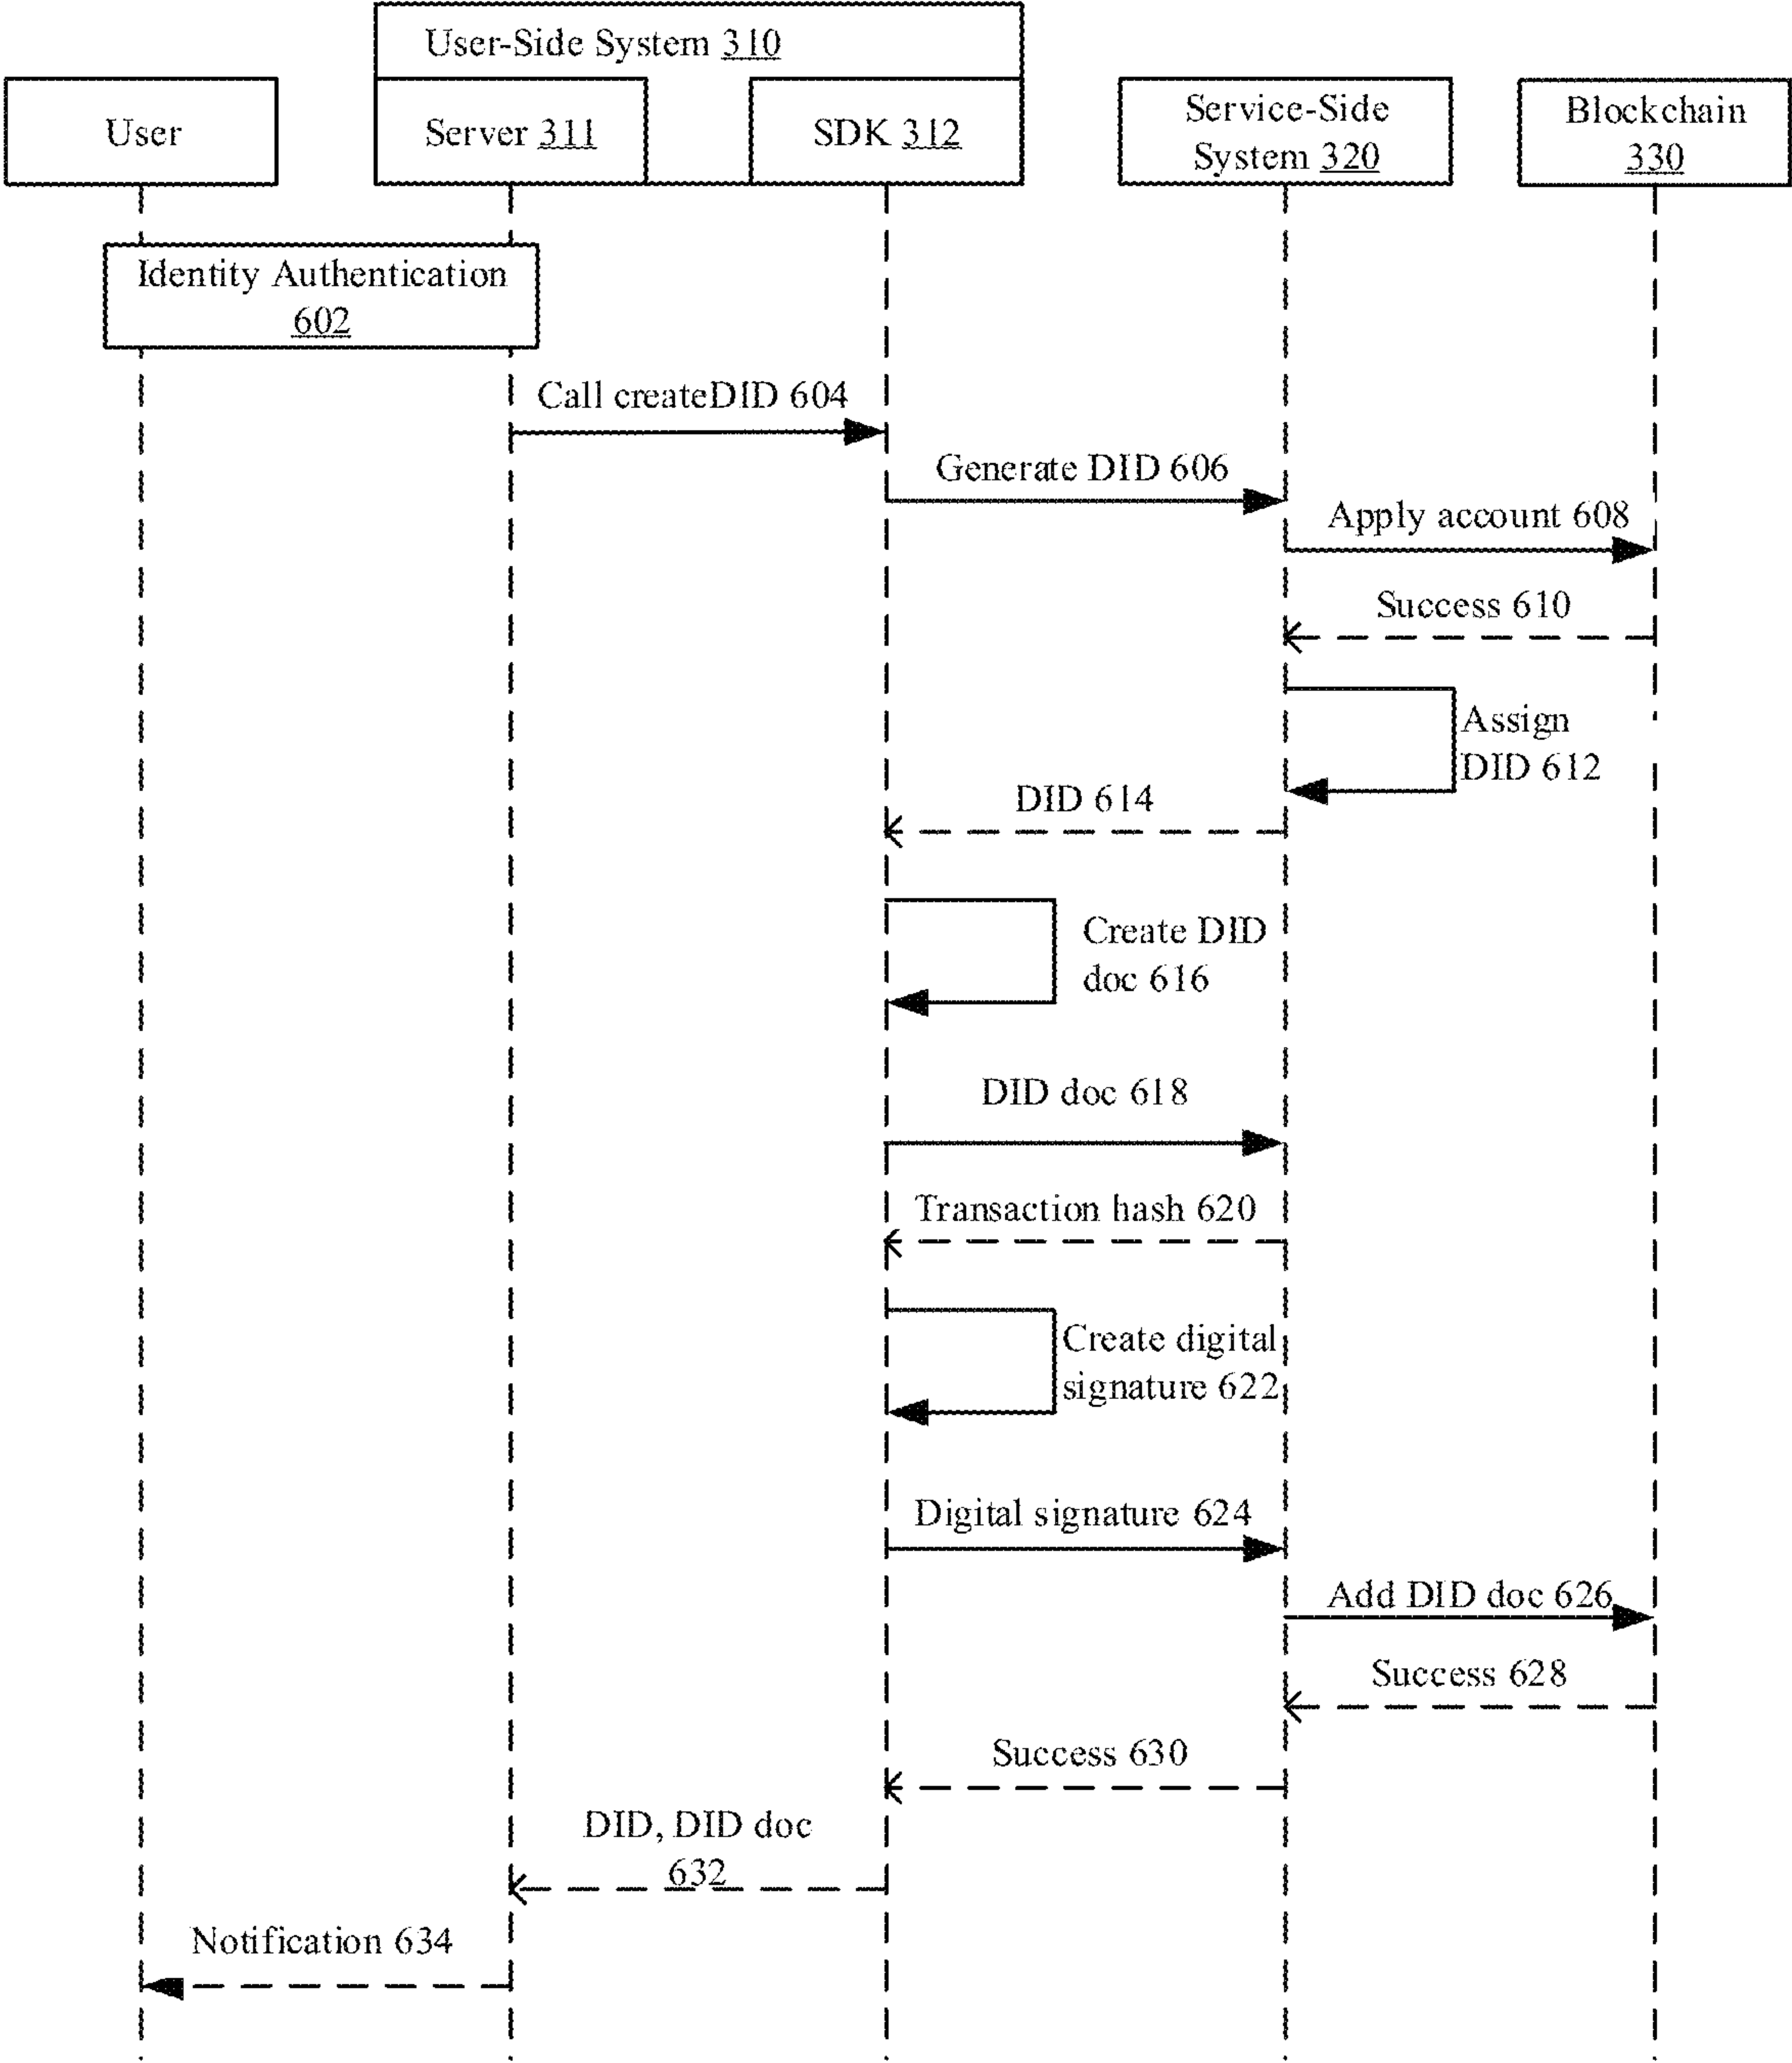 User-Side System 310
User
Server 311
SDK 312
Service-Side
System 320
Blockchain
330
Identity Authentication
602
Call createDID 604
Generate DID 606
Apply account 608
Success 610
Assign
DID 612
DID 614
Create DID
doc 616
DID doc 618
Transaction hash 620
Create digital
signature 622
Digital signature 624
Add DID doc 626
Success 628
Success 630
DID, DID doc
632
Notification 634